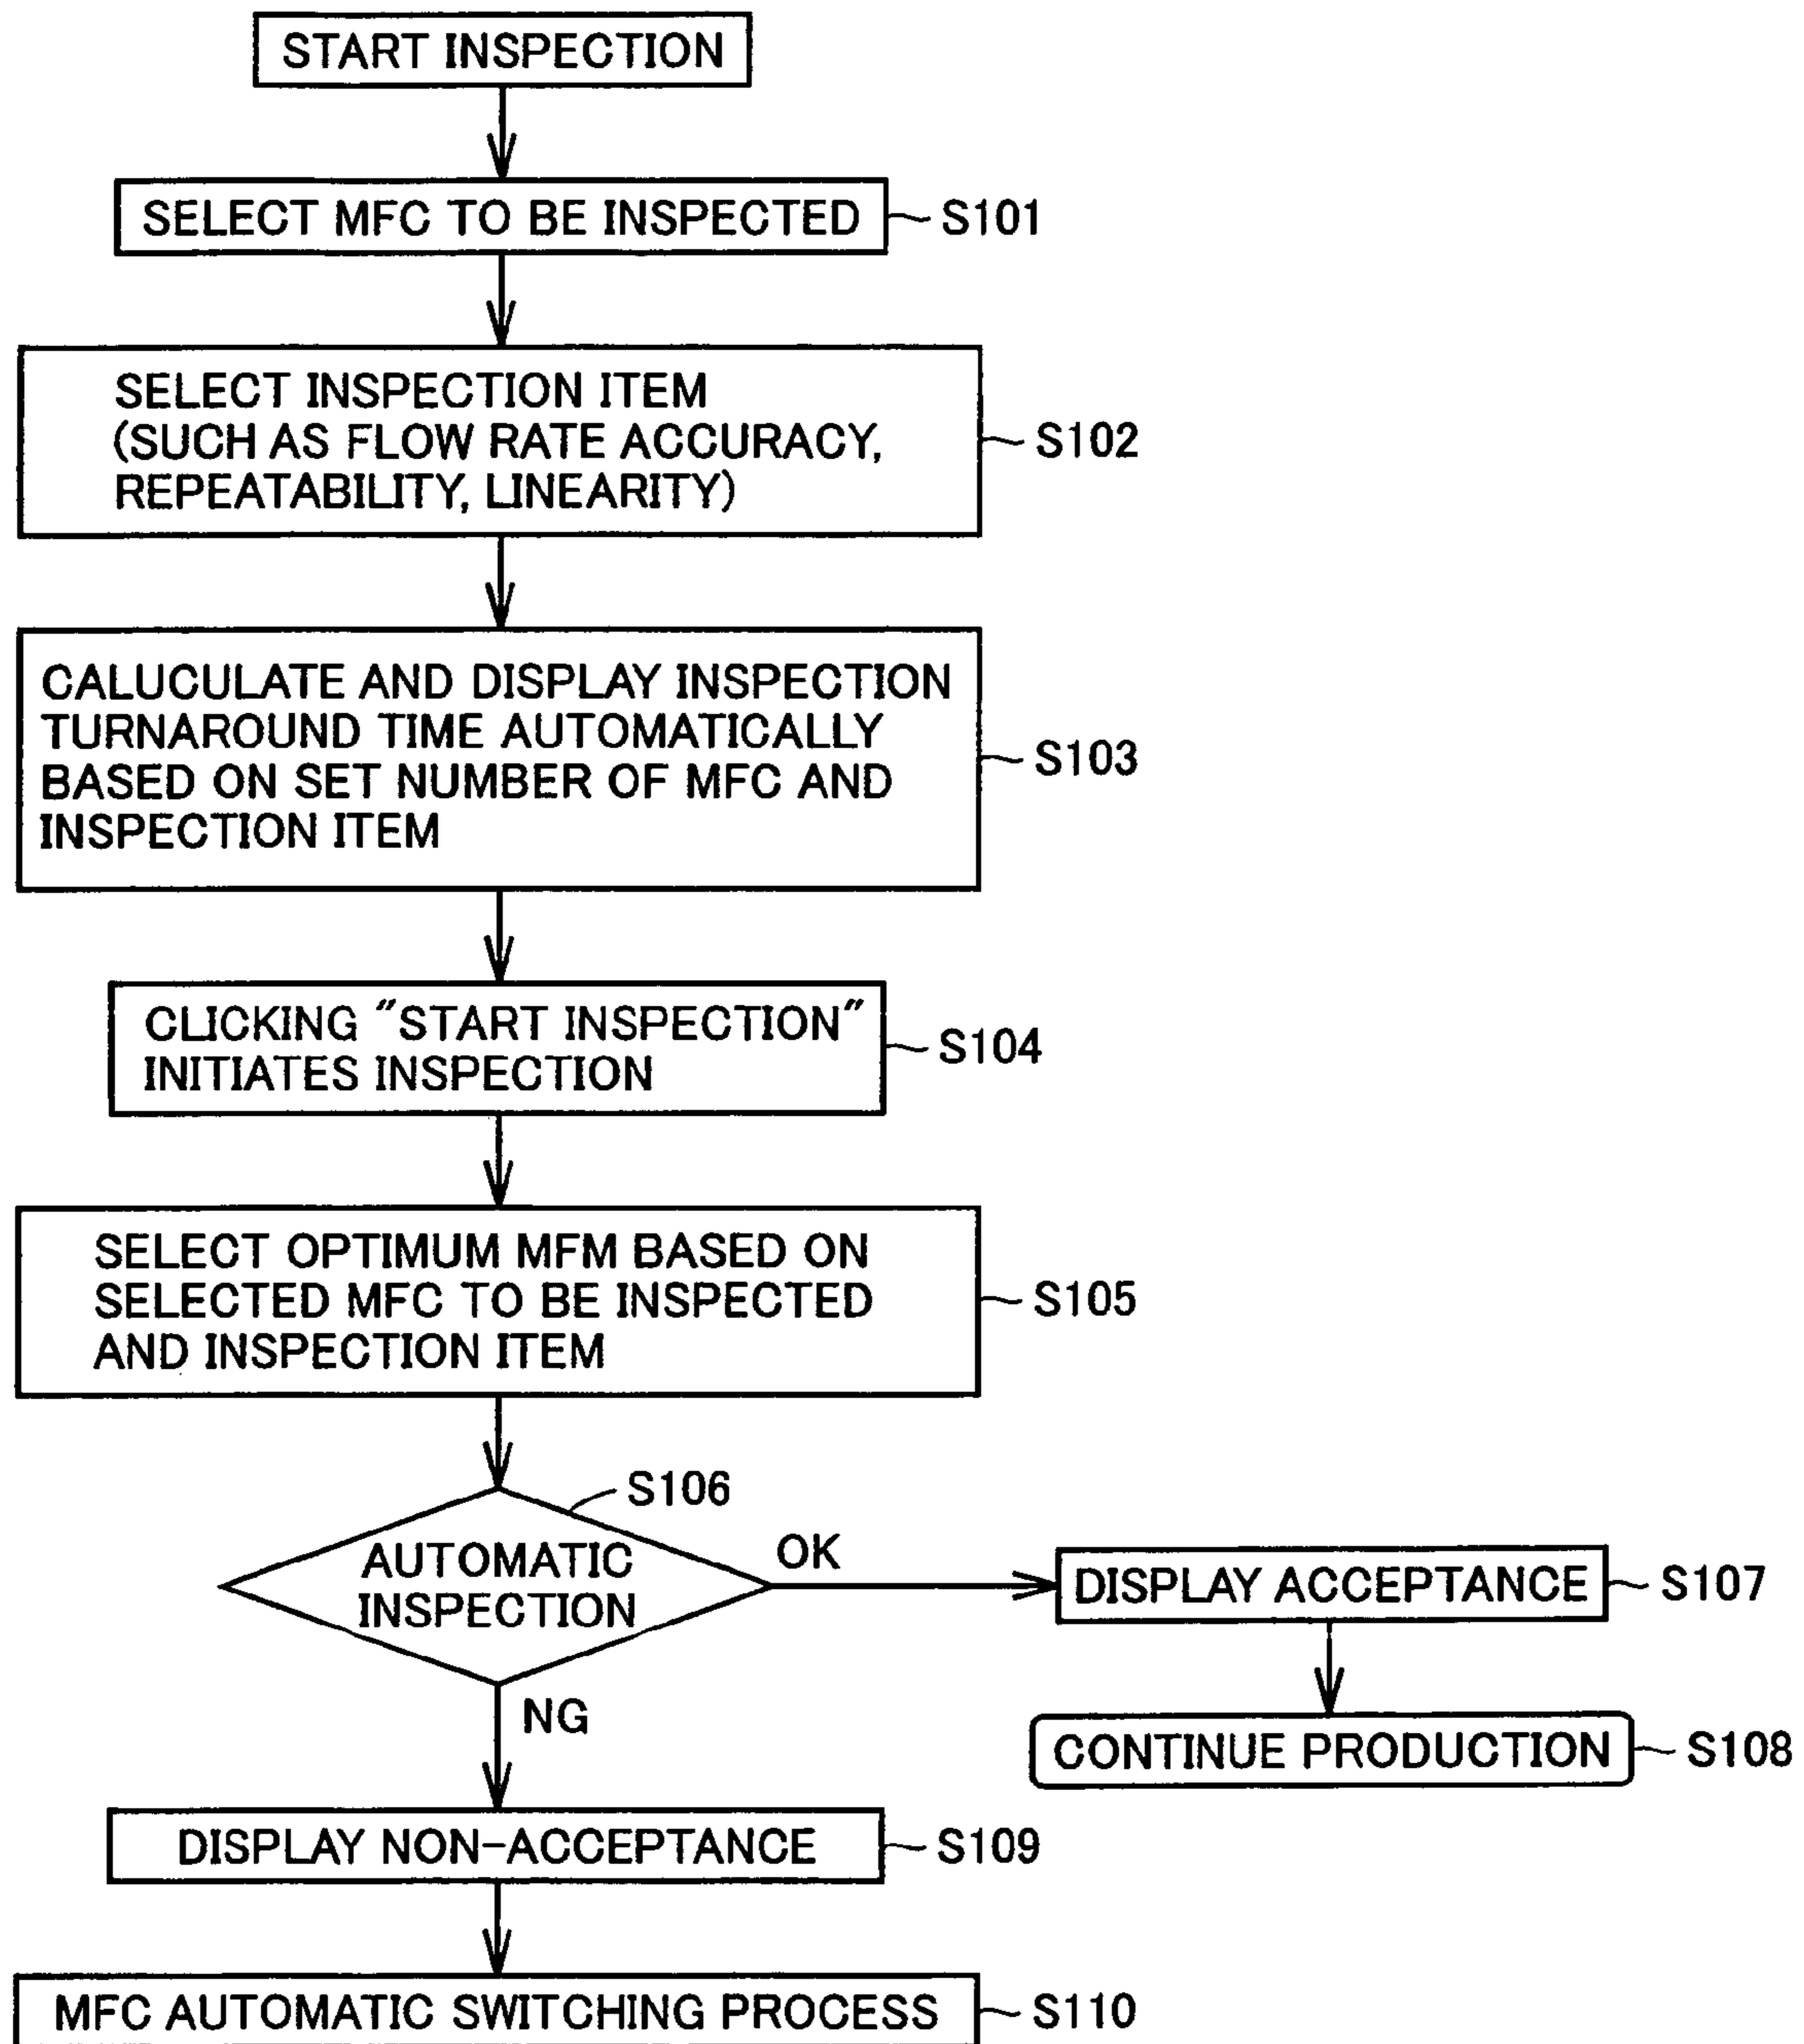 START INSPECTION
SELECT MFC TO BE INSPECTED
S101
SELECT INSPECTION ITEM
(SUCH AS FLOW RATE ACCURACY,
REPEATABILITY, LINEARITY)
S102
CALUCULATE AND DISPLAY INSPECTION
TURNAROUND TIME AUTOMATICALLY
BASED ON SET NUMBER OF MFC AND
INSPECTION ITEM
S103
CLICKING "START INSPECTION"
INITIATES INSPECTION
S104
SELECT OPTIMUM MFM BASED ON
SELECTED MFC TO BE INSPECTED
AND INSPECTION ITEM
S105
S106
AUTOMATIC
INSPECTION
OK
DISPLAY ACCEPTANCE
S107
NG
CONTINUE PRODUCTION
S108
DISPLAY NON-ACCEPTANCE
S109
MFC AUTOMATIC SWITCHING PROCESS
S110